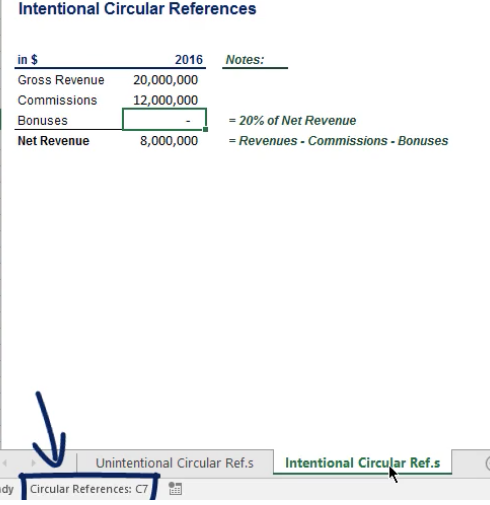 Intentional Circular References
in $ 2016 Notes:
Gross Revenue 20,000,000
Commissions 12,000,000
Bonuses - = 20% of Net Revenue
Net Revenue 8,000,000 = Revenues - Commissions - Bonuses
Unintentional Circular Ref.s Intentional Circular Ref.s
dy Circular References: C7